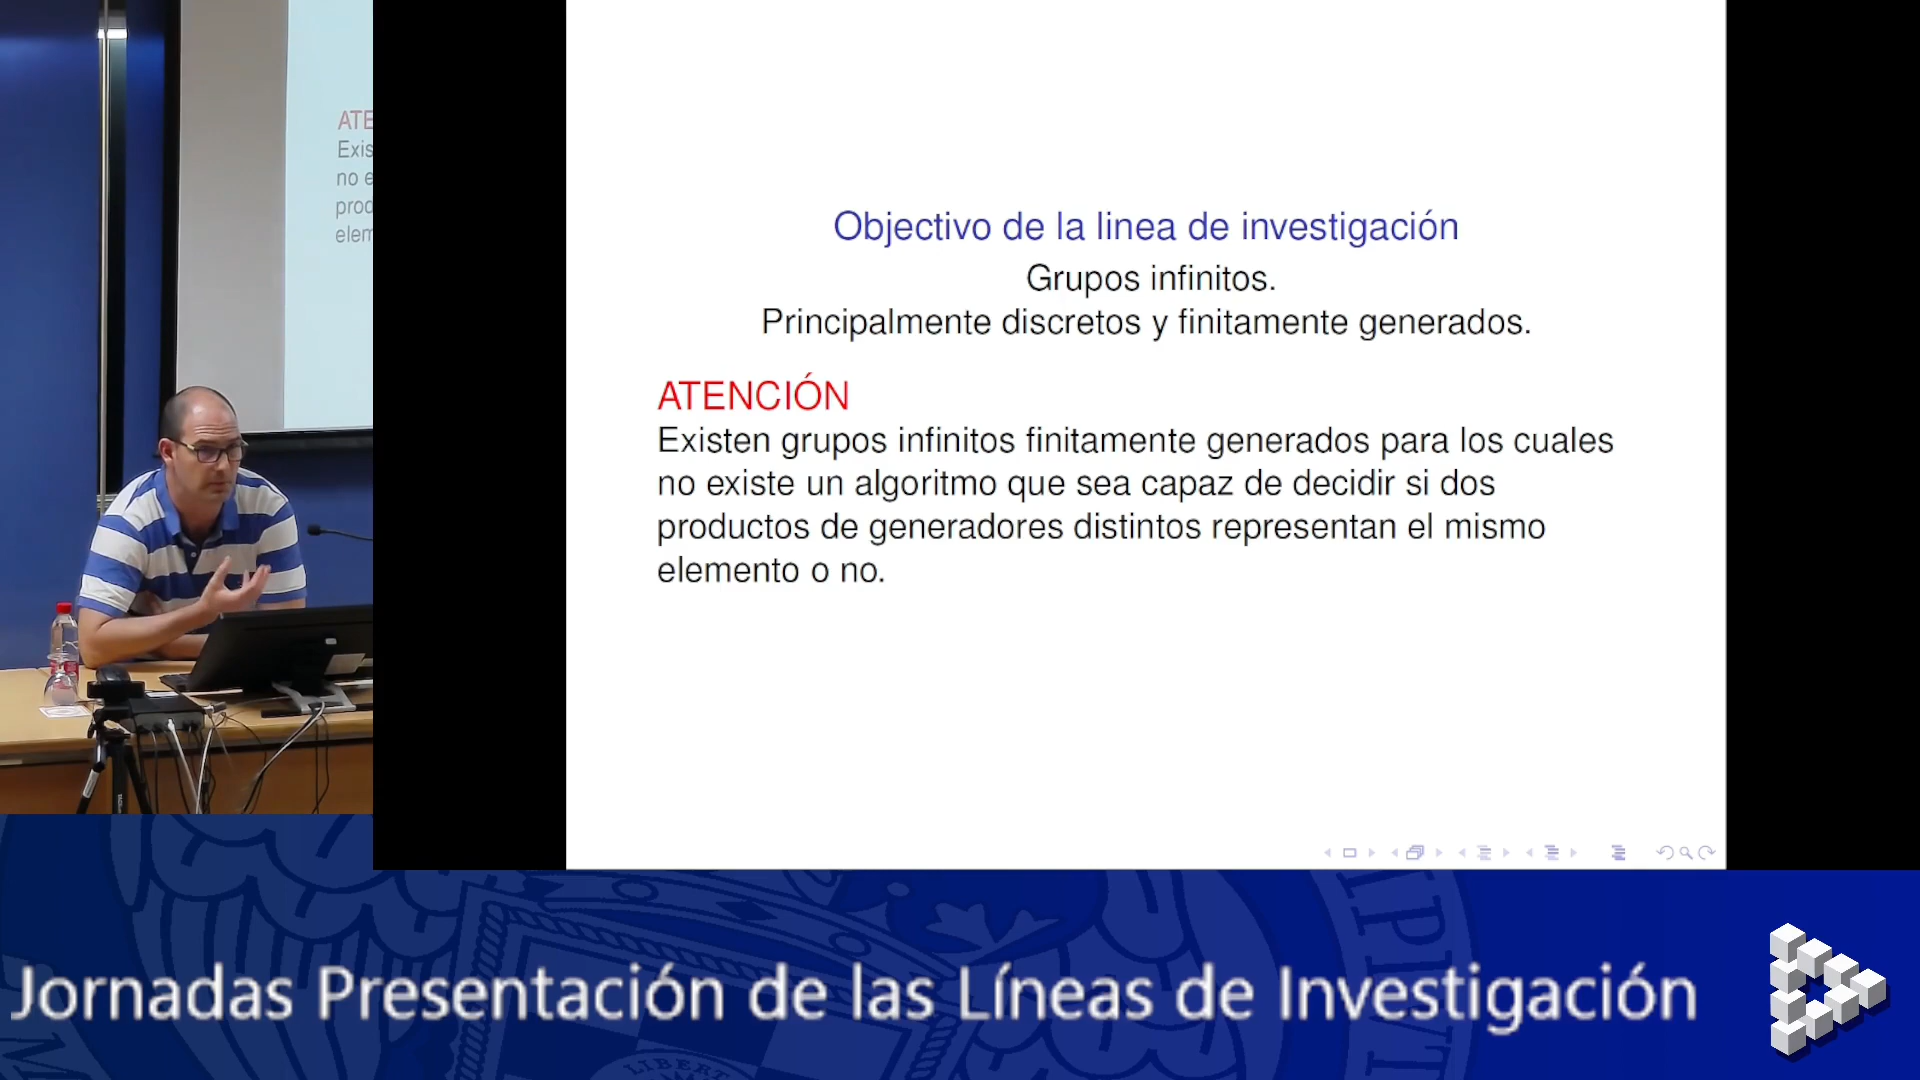 ATE
Exis
no e
prod
elem
Objectivo de la linea de investigación
Grupos infinitos.
Principalmente discretos y finitamente generados.
ATENCIÓN
Existen grupos infinitos finitamente generados para los cuales
no existe un algoritmo que sea capaz de decidir si dos
productos de generadores distintos representan el mismo
elemento o no.
Jornadas Presentación de las Líneas de Investigación
LIBERT